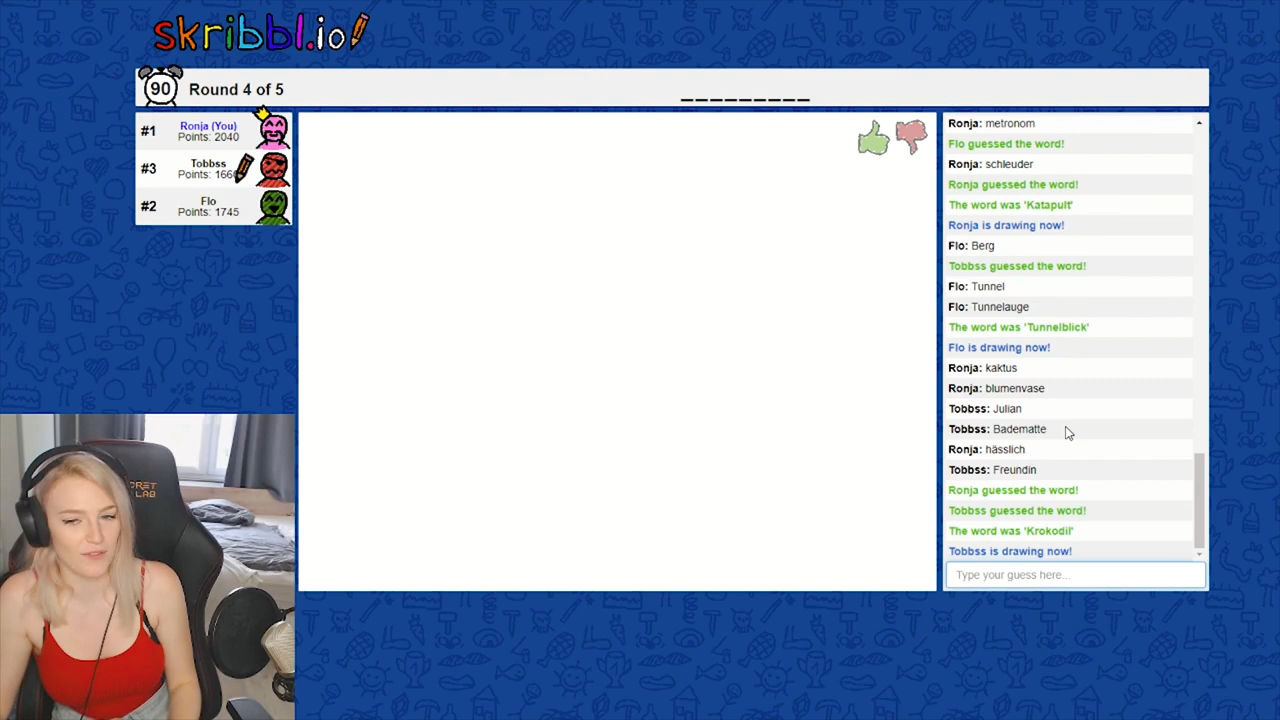 skribbl.io
90
Round 4 of 5
_________
#1
Ronja (You)
Points: 2040
#3
Tobbss
Points: 1660
#2
Flo
Points: 1745
Ronja: metronom
Flo guessed the word!
Ronja: schleuder
Ronja guessed the word!
The word was 'Katapult'
Ronja is drawing now!
Flo: Berg
Tobbss guessed the word!
Flo: Tunnel
Flo: Tunnelauge
The word was 'Tunnelblick'
Flo is drawing now!
Ronja: kaktus
Ronja: blumenvase
Tobbss: Julian
Tobbss: Badematte
Ronja: hässlich
Tobbss: Freundin
Ronja guessed the word!
Tobbss guessed the word!
The word was 'Krokodil'
Tobbss is drawing now!
Type your guess here...